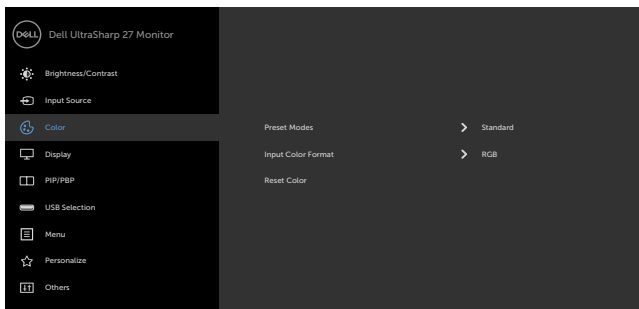 DELL Dell UltraSharp 27 Monitor
Brightness/Contrast
Input Source
Color
Preset Modes Standard
Input Color Format RGB
Reset Color
Display
PIP/PBP
USB Selection
Menu
Personalize
Others